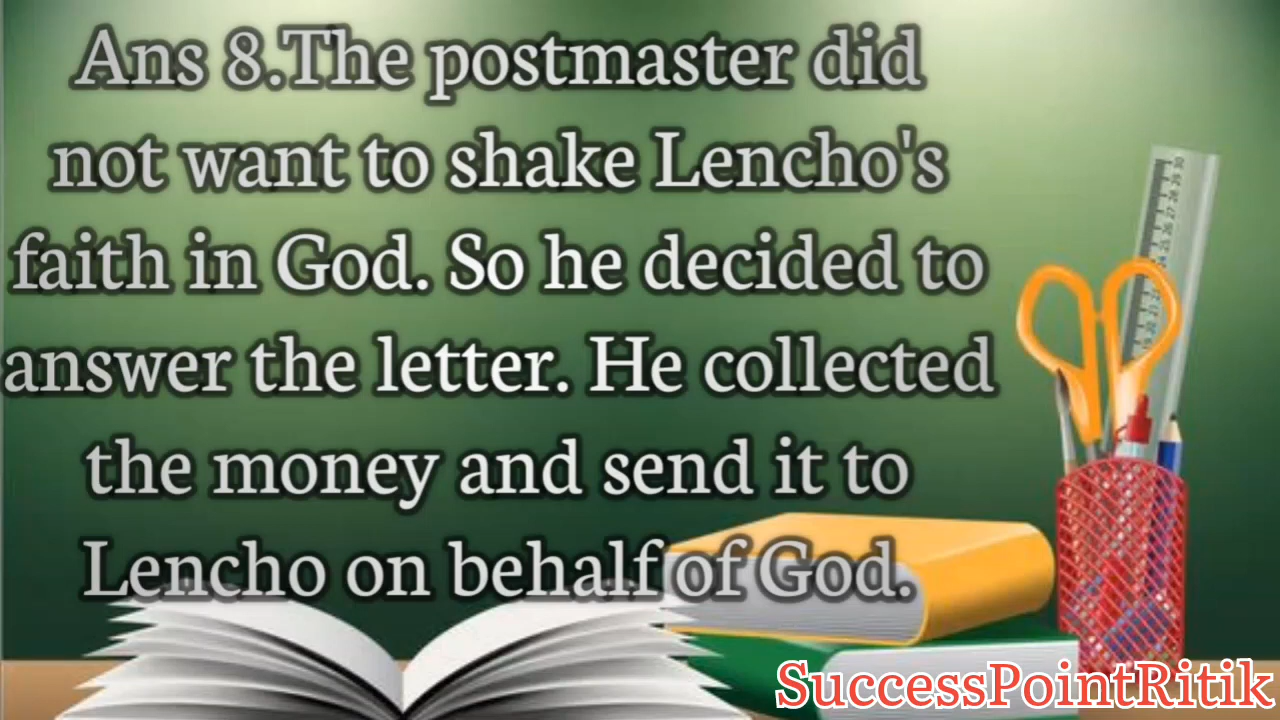 Ans 8.The postmaster did
not want to shake Lencho's
faith in God. So he decided to
answer the letter. He collected
the money and send it to
Lencho on behalf of God.
SuccessPointRitik